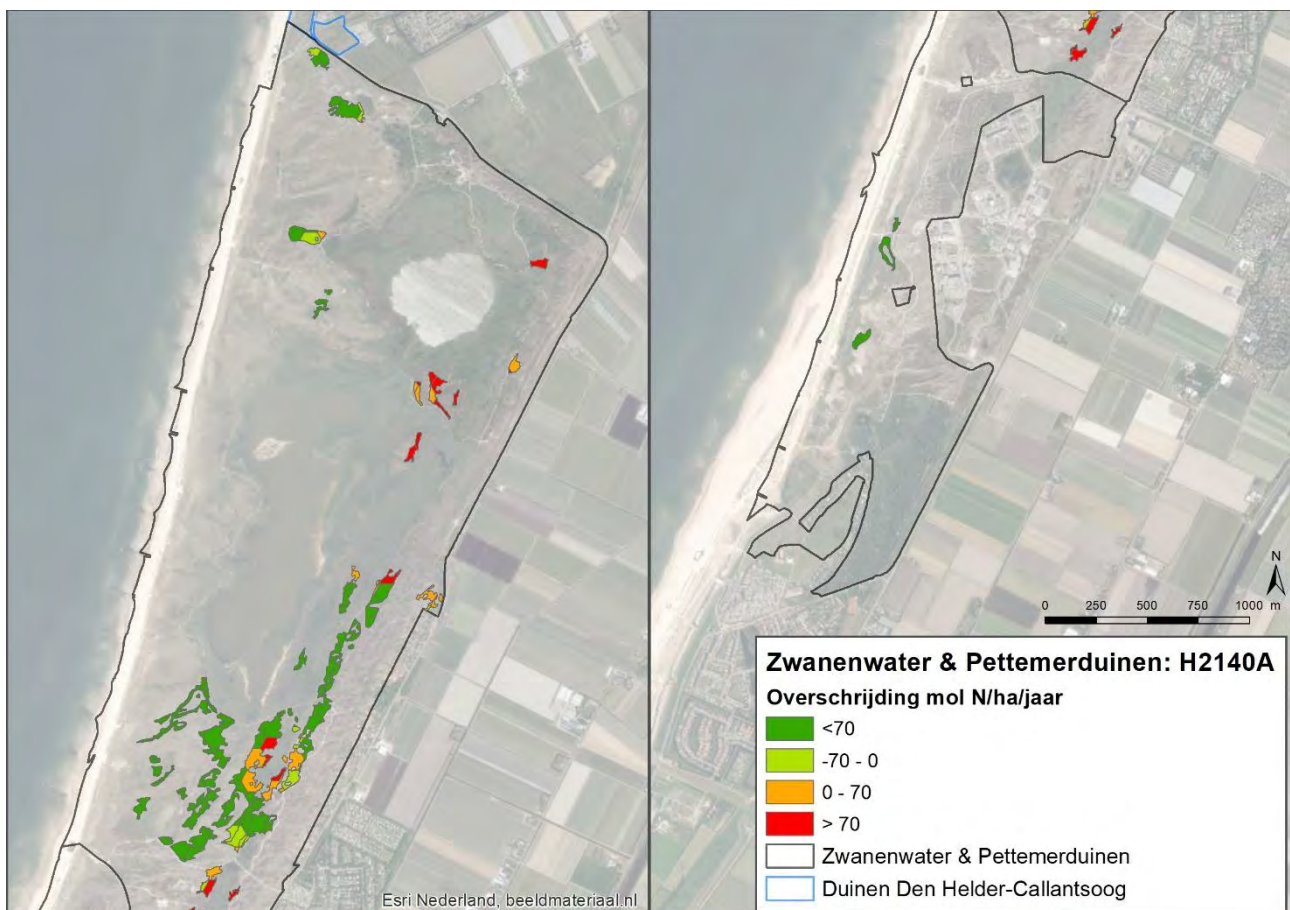 Esri Nederland, beeldmateriaal.nl
N
0 250 500 750 1000 m
Zwanenwater & Pettemerduinen: H2140A
Overschrijding mol N/ha/jaar
<70
-70 - 0
0 - 70
> 70
Zwanenwater & Pettemerduinen
Duinen Den Helder-Callantsoog